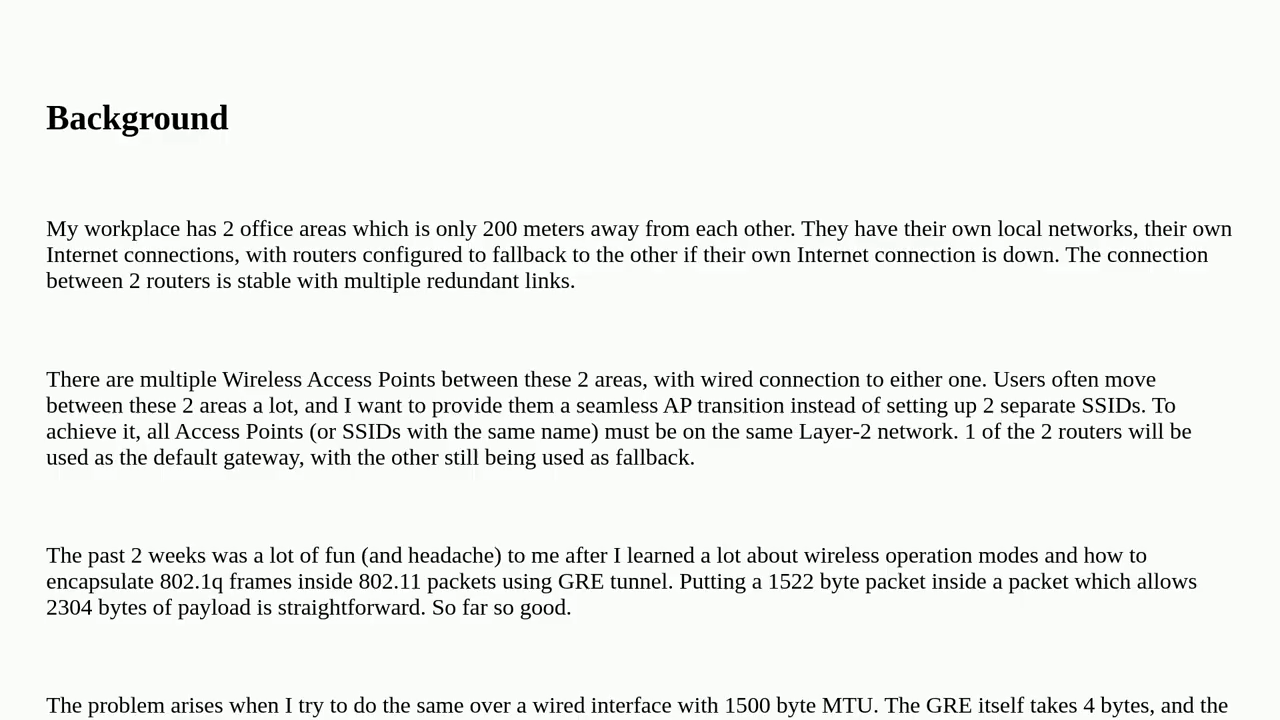 Background
My workplace has 2 office areas which is only 200 meters away from each other. They have their own local networks, their own
Internet connections, with routers configured to fallback to the other if their own Internet connection is down. The connection
between 2 routers is stable with multiple redundant links.
There are multiple Wireless Access Points between these 2 areas, with wired connection to either one. Users often move
between these 2 areas a lot, and I want to provide them a seamless AP transition instead of setting up 2 separate SSIDs. To
achieve it, all Access Points (or SSIDs with the same name) must be on the same Layer-2 network. 1 of the 2 routers will be
used as the default gateway, with the other still being used as fallback.
The past 2 weeks was a lot of fun (and headache) to me after I learned a lot about wireless operation modes and how to
encapsulate 802.1q frames inside 802.11 packets using GRE tunnel. Putting a 1522 byte packet inside a packet which allows
2304 bytes of payload is straightforward. So far so good.
The problem arises when I try to do the same over a wired interface with 1500 byte MTU. The GRE itself takes 4 bytes, and the